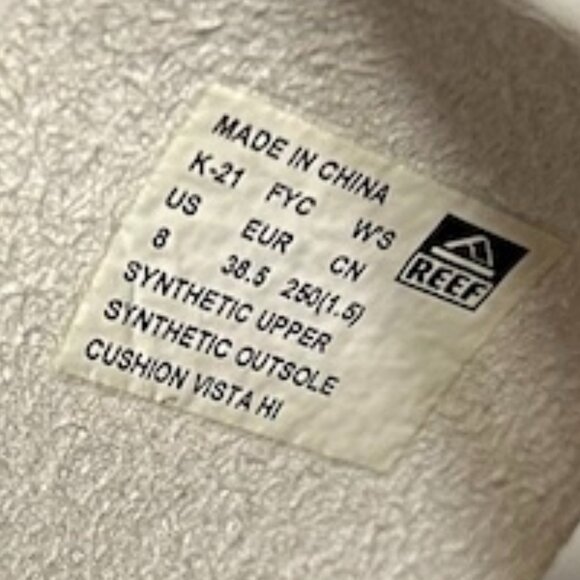 MADE IN CHINA
K-21 FYC W'S
US EUR CN
8 38.5 250(1.5)
SYNTHETIC UPPER
SYNTHETIC OUTSOLE
CUSHION VISTA HI
REEF